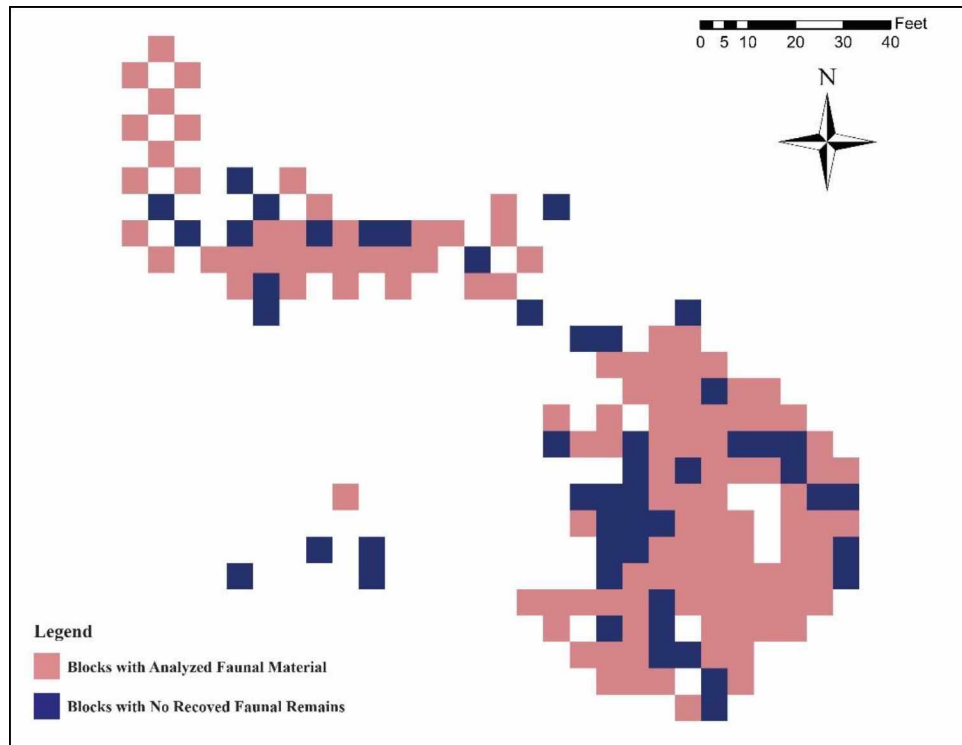 Feet
0 5 10 20 30 40
N
Legend
Blocks with Analyzed Faunal Material
Blocks with No Recoved Faunal Remains